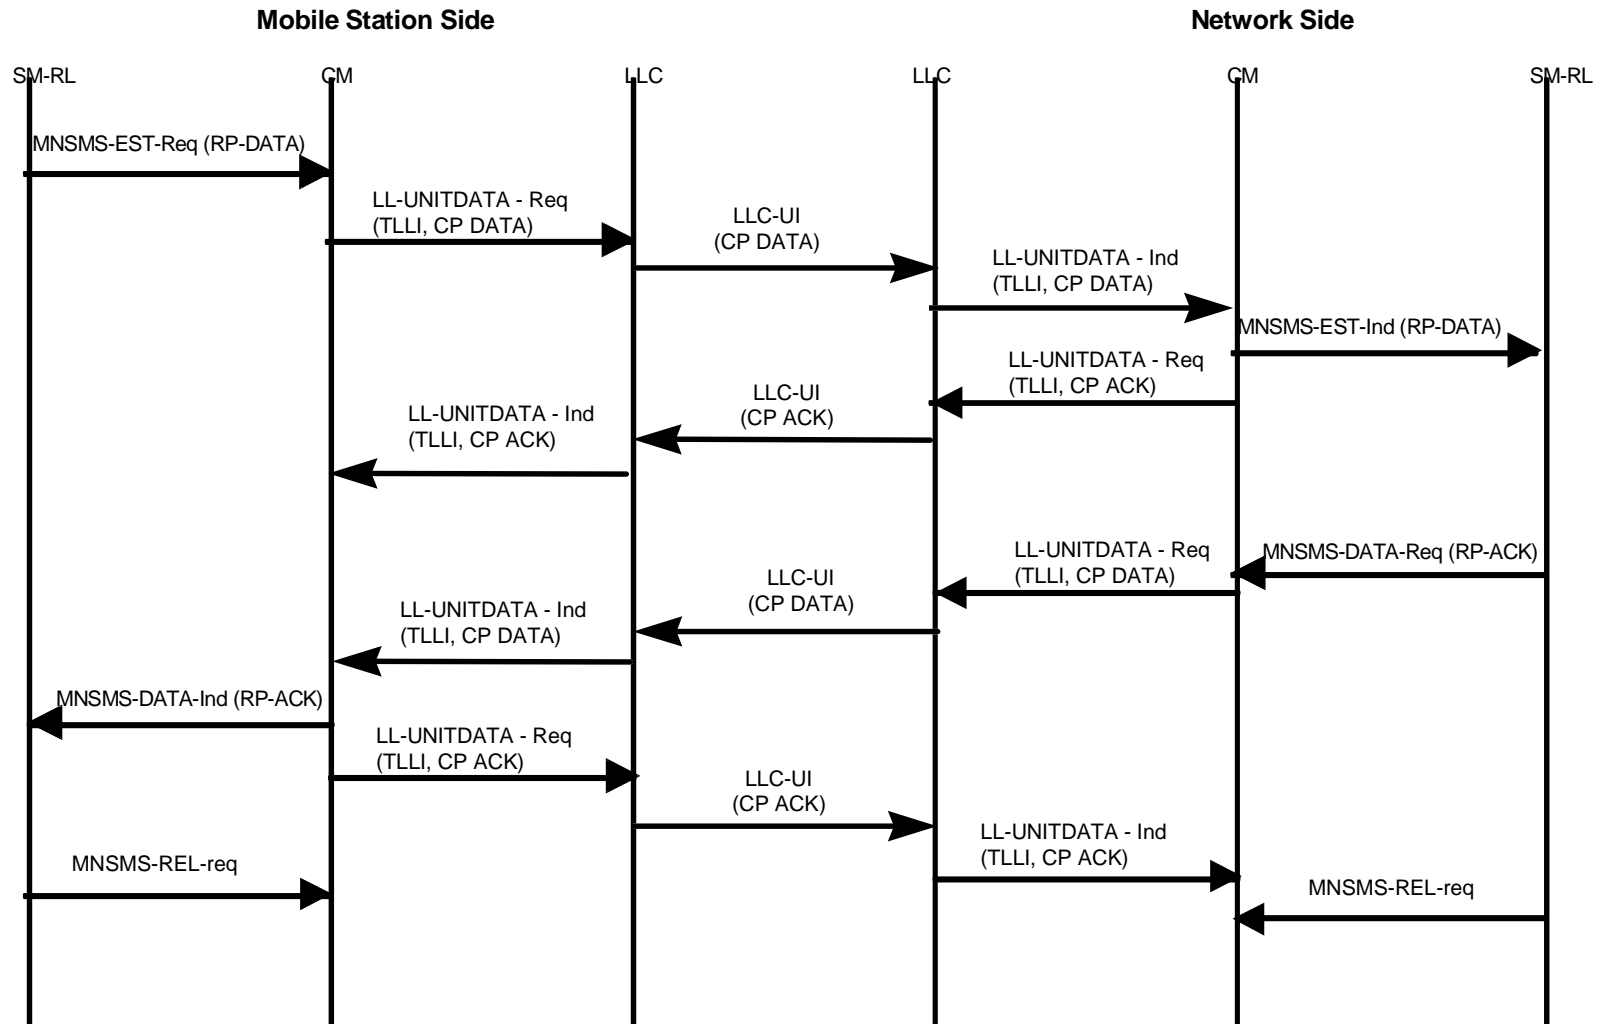 Mobile Station Side
Network Side
SM-RL
CM
LLC
LLC
CM
SM-RL
MNSMS-EST-Req (RP-DATA)
LL-UNITDATA - Req
(TLLI, CP DATA)
LLC-UI
(CP DATA)
LL-UNITDATA - Ind
(TLLI, CP DATA)
MNSMS-EST-Ind (RP-DATA)
LL-UNITDATA - Req
(TLLI, CP ACK)
LLC-UI
(CP ACK)
LL-UNITDATA - Ind
(TLLI, CP ACK)
MNSMS-DATA-Req (RP-ACK)
LL-UNITDATA - Req
(TLLI, CP DATA)
LLC-UI
(CP DATA)
LL-UNITDATA - Ind
(TLLI, CP DATA)
MNSMS-DATA-Ind (RP-ACK)
LL-UNITDATA - Req
(TLLI, CP ACK)
LLC-UI
(CP ACK)
LL-UNITDATA - Ind
(TLLI, CP ACK)
MNSMS-REL-req
MNSMS-REL-req